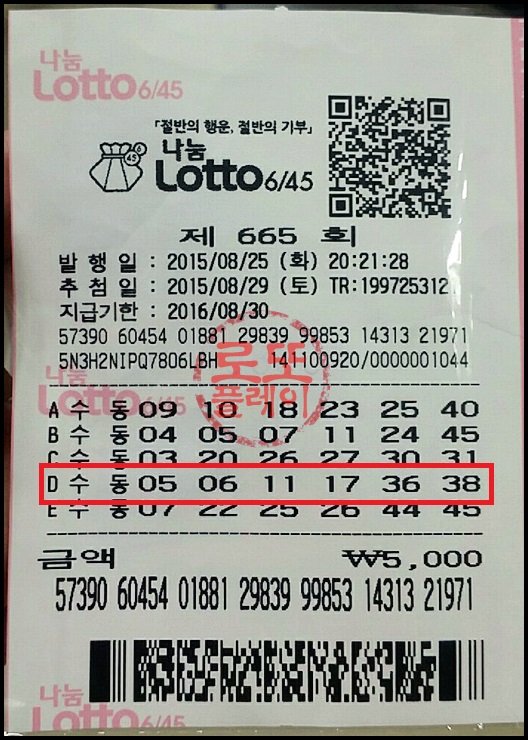 나눔
Lotto 6/45
「절반의 행운, 절반의 기부」
나눔
Lotto 6/45
제 665 회
발 행 일 : 2015/08/25 (화) 20:21:28
추 첨 일 : 2015/08/29 (토) TR:199725312
지급기한 : 2016/08/30
57390 60454 01881 29839 99853 14313 21971
5N3H2NIPQ7806LBH 141100920/0000001044
로또
플레이
나눔
Lotto
A 수 동 09 10 18 23 25 40
B 수 동 04 05 07 11 24 45
C 수 동 03 20 26 27 30 31
D 수 동 05 06 11 17 36 38
E 수 동 07 22 25 26 44 45
금액 ₩5,000
57390 60454 01881 29839 99853 14313 21971
나눔
Lotto 6/45